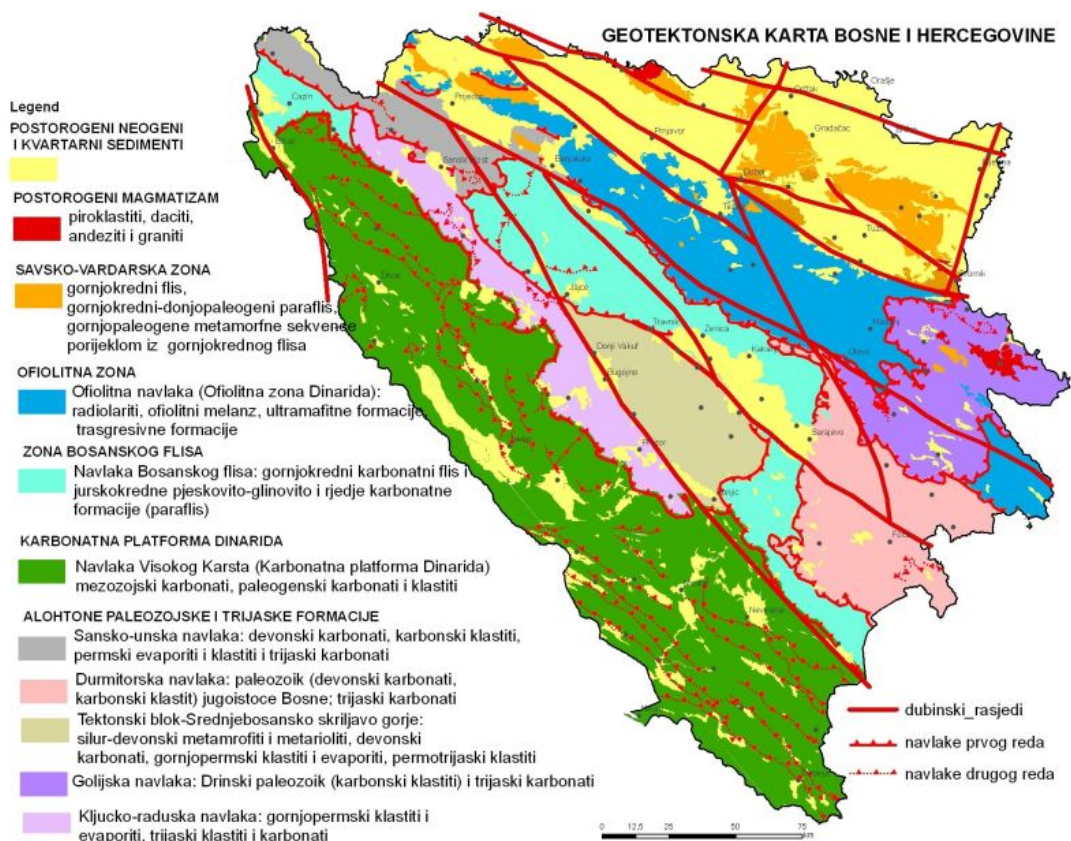 GEOTEKTONSKA KARTA BOSNE I HERCEGOVINE
Legend
POSTOROGENI NEOGENI
I KVARTARNI SEDIMENTI
POSTOROGENI MAGMATIZAM
piroklastiti, daciti,
andeziti i graniti
SAVSKO-VARDARSKA ZONA
gornjokredni flis,
gornjokredni-donjopaleogeni paraflis,
gornjopaleogene metamorfne sekvence
porijeklom iz gornjokrednog flisa
OFIOLITNA ZONA
Ofiolitna navlaka (Ofiolitna zona Dinarida):
radiolariti, ofiolitni melanz, ultramafitne formacije,
trasgresivne formacije
ZONA BOSANSKOG FLISA
Navlaka Bosanskog flisa: gornjokredni karbonatni flis i
jurskokredne pjeskovito-glinovito i rjedje karbonatne
formacije (paraflis)
KARBONATNA PLATFORMA DINARIDA
Navlaka Visokog Karsta (Karbonatna platforma Dinarida)
mezozojski karbonati, paleogenski karbonati i klastiti
ALOHTONE PALEOZOJSKE I TRIJASKE FORMACIJE
Sansko-unska navlaka: devonski karbonati, karbonski klastiti,
permski evaporiti i klastiti i trijaski karbonati
Durmitorska navlaka: paleozoik (devonski karbonati,
karbonski klastit) jugoistoce Bosne; trijaski karbonati
Tektonski blok-Srednjebosansko skriljavo gorje:
silur-devonski metamrofiti i metarioliti, devonski
karbonati, gornjopermski klastiti i evaporiti, permotrijaski klastiti
Golijska navlaka: Drinski paleozoik (karbonski klastiti) i trijaski karbonati
Kljucko-raduska navlaka: gornjopermski klastiti i
evaporiti, trijaski klastiti i karbonati
dubinski_rasjedi
navlake prvog reda
navlake drugog reda
0 12,5 25 50 75
km
Cazin
Prijedor
Orašje
Gradačac
Prnjavor
Banjaluka
Jajce
Travnik
Zenica
Kakanj
Donji Vakuf
Bugojno
Olovo
Sarajevo
Prozor